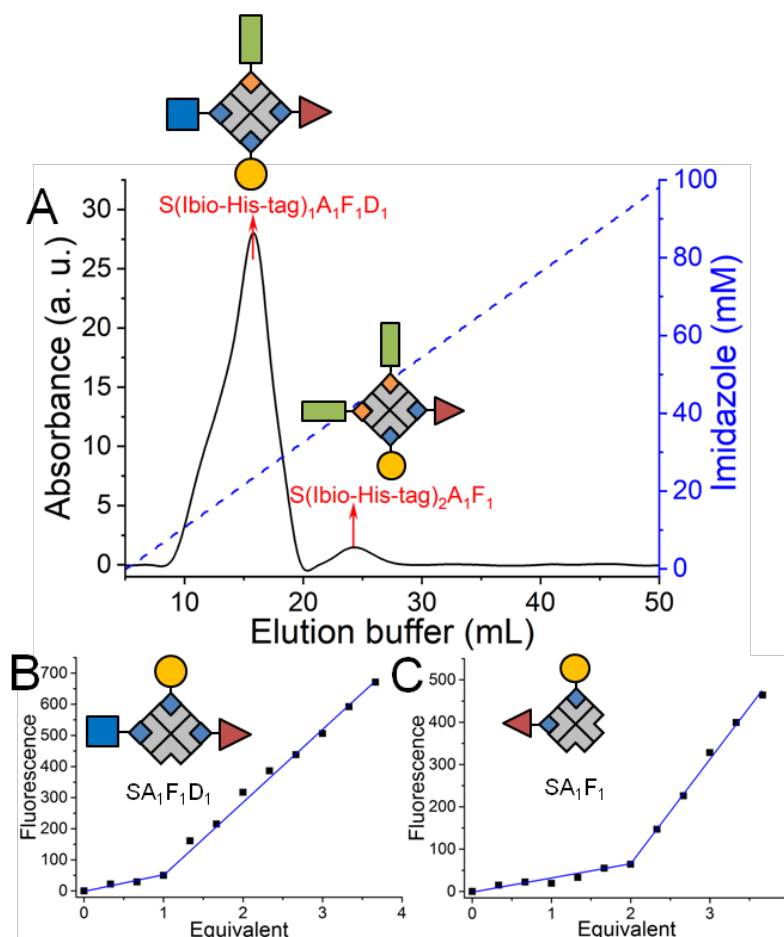 A
S(Ibio-His-tag)₁A₁F₁D₁
S(Ibio-His-tag)₂A₁F₁
Absorbance (a. u.)
30
25
20
15
10
5
0
10
20
30
40
50
Elution buffer (mL)
100
80
60
40
20
0
Imidazole (mM)
B
SA₁F₁D₁
Fluorescence
700
600
500
400
300
200
100
0
0
1
2
3
4
Equivalent
C
SA₁F₁
Fluorescence
500
400
300
200
100
0
0
1
2
3
Equivalent